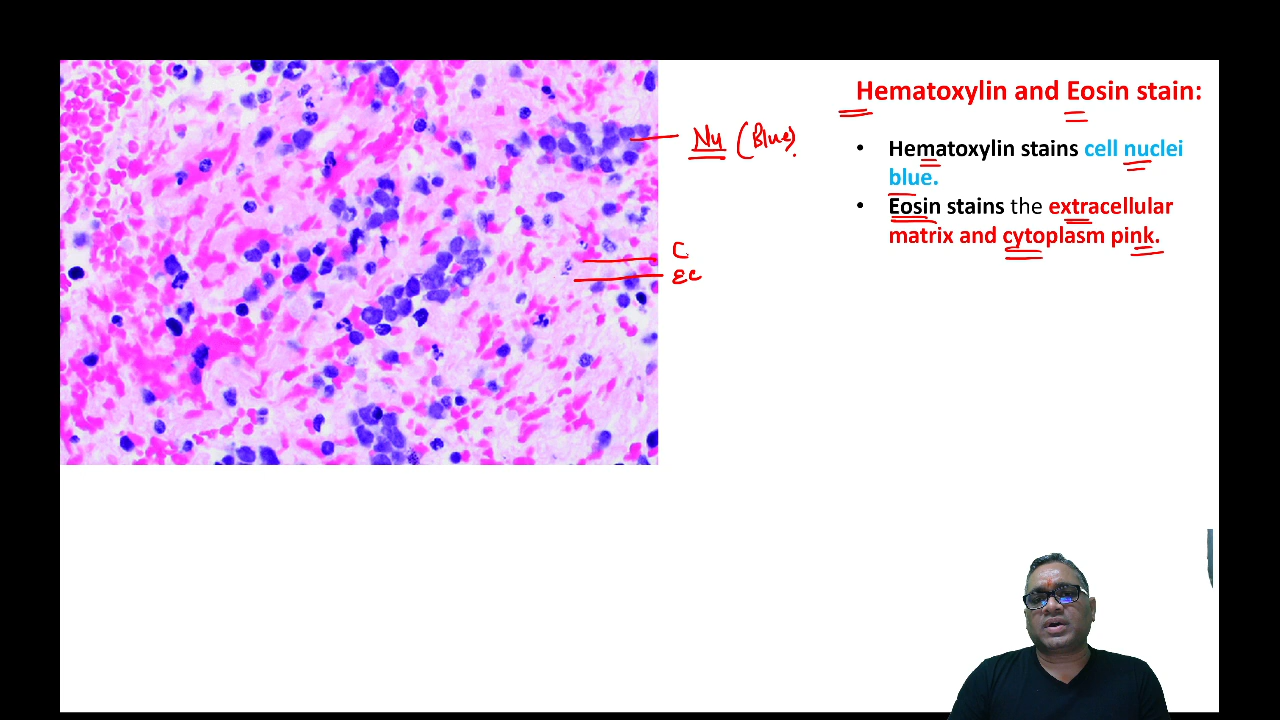 Hematoxylin and Eosin stain:
Nu (Blue).
• Hematoxylin stains cell nuclei
blue.
• Eosin stains the extracellular
matrix and cytoplasm pink.
C
EC